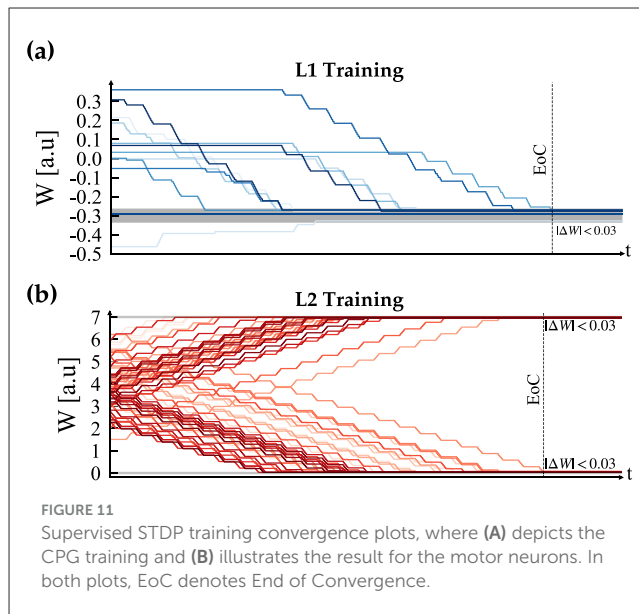 (a)
L1 Training
W [a.u]
0.3
0.2
0.1
0.0
-0.1
-0.2
-0.3
-0.4
-0.5
EoC
|ΔW| < 0.03
t
(b)
L2 Training
W [a.u]
7
6
5
4
3
2
1
0
|ΔW| < 0.03
EoC
|ΔW| < 0.03
t
FIGURE 11
Supervised STDP training convergence plots, where (A) depicts the
CPG training and (B) illustrates the result for the motor neurons. In
both plots, EoC denotes End of Convergence.